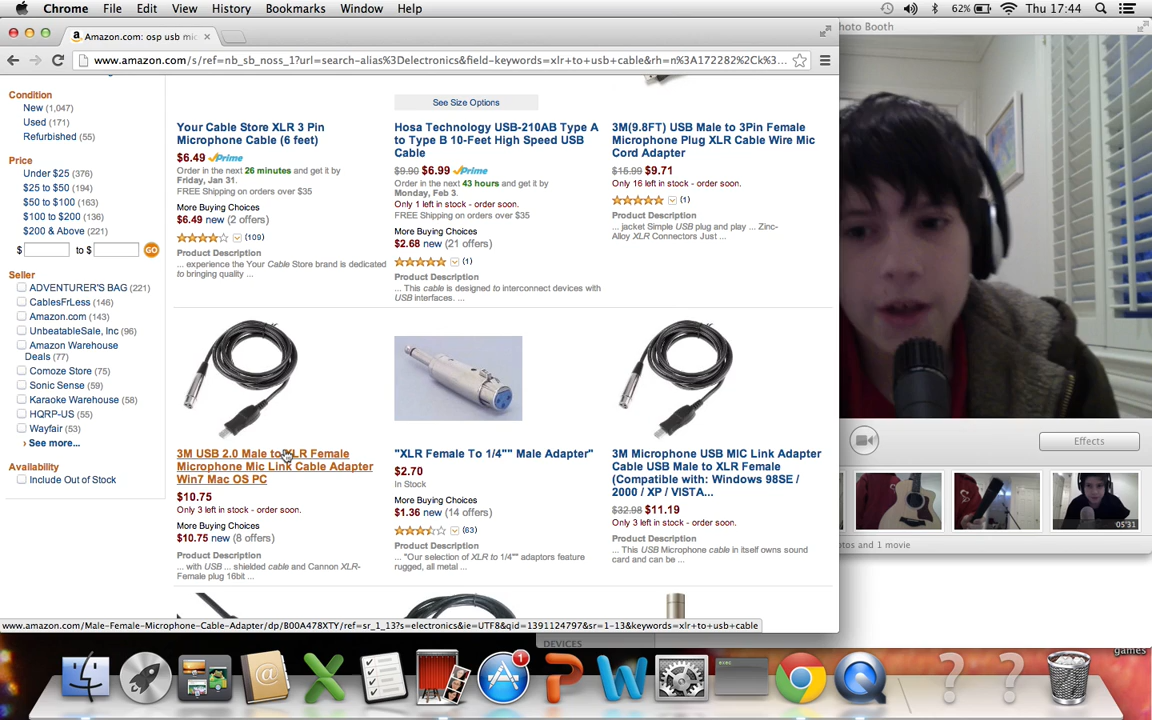 Chrome File Edit View History Bookmarks Window Help
62% Thu 17:44
Amazon.com: osp usb mic
Photo Booth
www.amazon.com/s/ref=nb_sb_noss_1?url=search-alias%3Delectronics&field-keywords=xlr+to+usb+cable&rh=n%3A172282%2Ck%3...
Condition
New (1,047)
Used (171)
Refurbished (55)
Price
Under $25 (376)
$25 to $50 (194)
$50 to $100 (163)
$100 to $200 (136)
$200 & Above (221)
$ to $ GO
Seller
ADVENTURER'S BAG (221)
CablesFrLess (146)
Amazon.com (143)
UnbeatableSale, Inc (96)
Amazon Warehouse
Deals (77)
Comoze Store (75)
Sonic Sense (59)
Karaoke Warehouse (58)
HQRP-US (55)
Wayfair (53)
› See more...
Availability
Include Out of Stock
Your Cable Store XLR 3 Pin
Microphone Cable (6 feet)
$6.49 Prime
Order in the next 26 minutes and get it by
Friday, Jan 31.
FREE Shipping on orders over $35
More Buying Choices
$6.49 new (2 offers)
(109)
Product Description
... experience the Your Cable Store brand is dedicated
to bringing quality ...
See Size Options
Hosa Technology USB-210AB Type A
to Type B 10-Feet High Speed USB
Cable
$9.90 $6.99 Prime
Order in the next 43 hours and get it by
Monday, Feb 3.
Only 1 left in stock - order soon.
FREE Shipping on orders over $35
More Buying Choices
$2.68 new (21 offers)
(1)
Product Description
... This cable is designed to interconnect devices with
USB interfaces. ...
3M(9.8FT) USB Male to 3Pin Female
Microphone Plug XLR Cable Wire Mic
Cord Adapter
$15.99 $9.71
Only 16 left in stock - order soon.
(1)
Product Description
... jacket Simple USB plug and play ... Zinc-
Alloy XLR Connectors Just ...
3M USB 2.0 Male to XLR Female
Microphone Mic Link Cable Adapter
Win7 Mac OS PC
$10.75
Only 3 left in stock - order soon.
More Buying Choices
$10.75 new (8 offers)
Product Description
... with USB ... shielded cable and Cannon XLR-
Female plug 16bit ...
"XLR Female To 1/4"" Male Adapter"
$2.70
In Stock
More Buying Choices
$1.36 new (14 offers)
(63)
Product Description
... "Our selection of XLR to 1/4"" adaptors feature
rugged, all metal ...
3M Microphone USB MIC Link Adapter
Cable USB Male to XLR Female
(Compatible with: Windows 98SE /
2000 / XP / VISTA...
$32.98 $11.19
Only 3 left in stock - order soon.
Product Description
... This USB Microphone cable in itself owns sound
card and can be ...
Effects
05:31
otos and 1 movie
www.amazon.com/Male-Female-Microphone-Cable-Adapter/dp/B00A478XTY/ref=sr_1_13?s=electronics&ie=UTF8&qid=1391124797&sr=1-13&keywords=xlr+to+usb+cable
DEVICES
games
exec
1